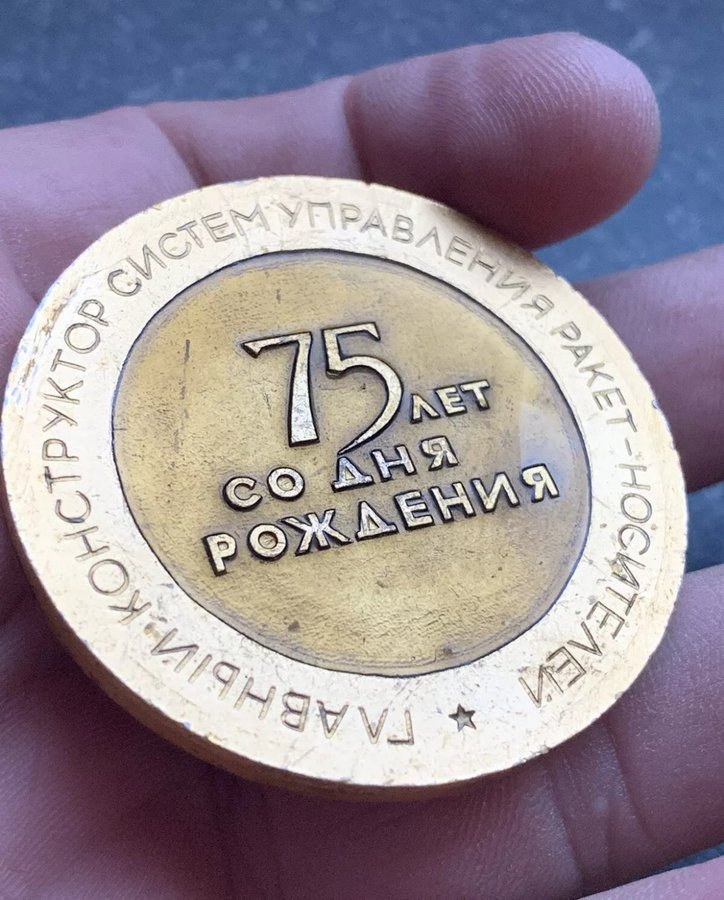 75 ЛЕТ
СО ДНЯ
РОЖДЕНИЯ
ГЛАВНЫЙ КОНСТРУКТОР СИСТЕМ УПРАВЛЕНИЯ РАКЕТ-НОСИТЕЛЕЙ